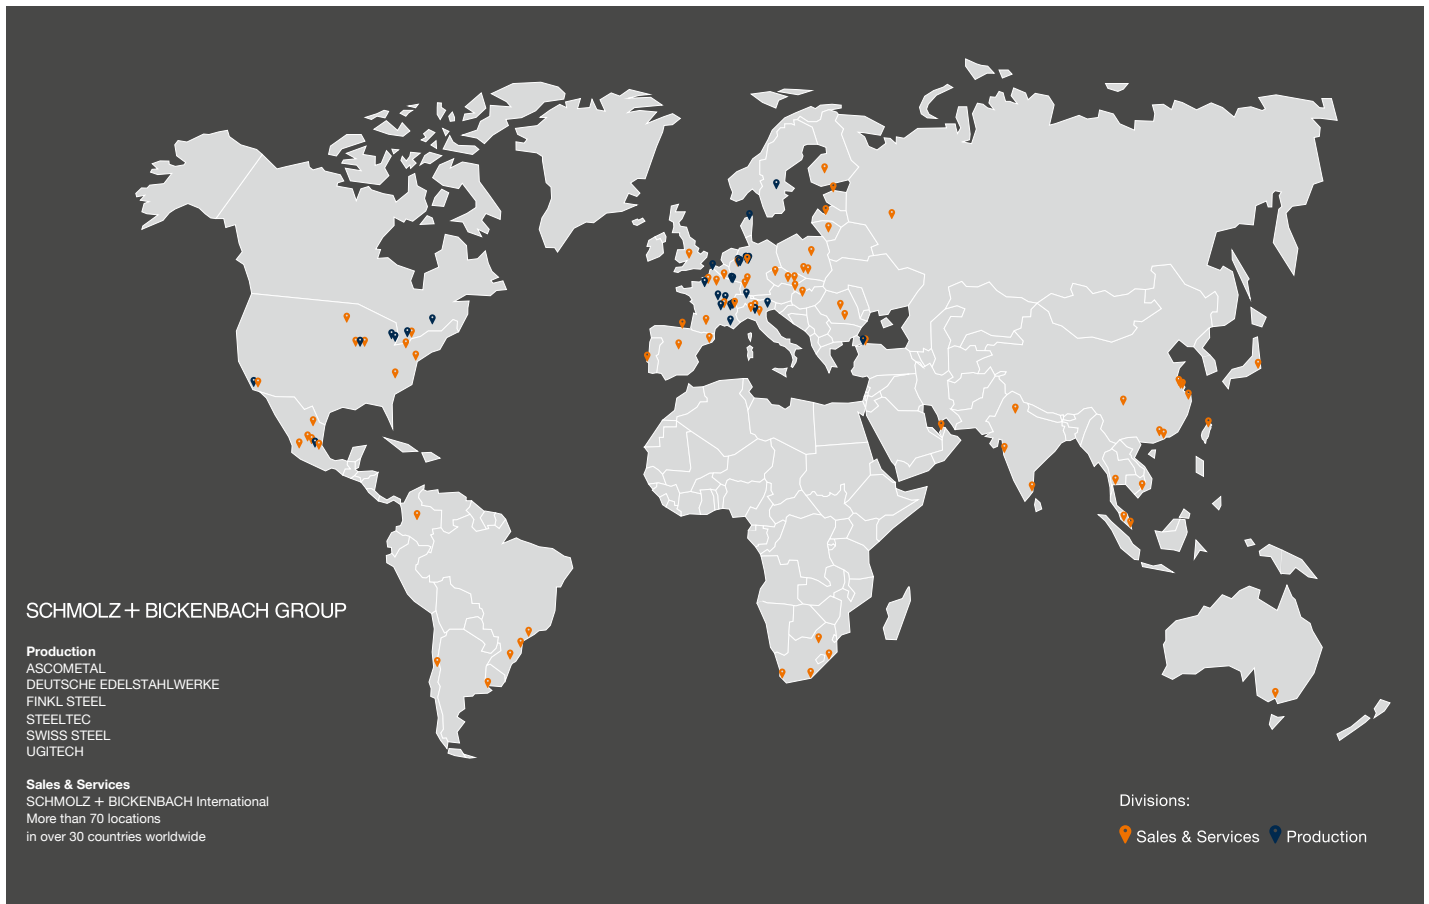 SCHMOLZ + BICKENBACH GROUP
Production
ASCOMETAL
DEUTSCHE EDELSTAHLWERKE
FINKL STEEL
STEELTEC
SWISS STEEL
UGITECH
Sales & Services
SCHMOLZ + BICKENBACH International
More than 70 locations
in over 30 countries worldwide
Divisions:
Sales & Services Production